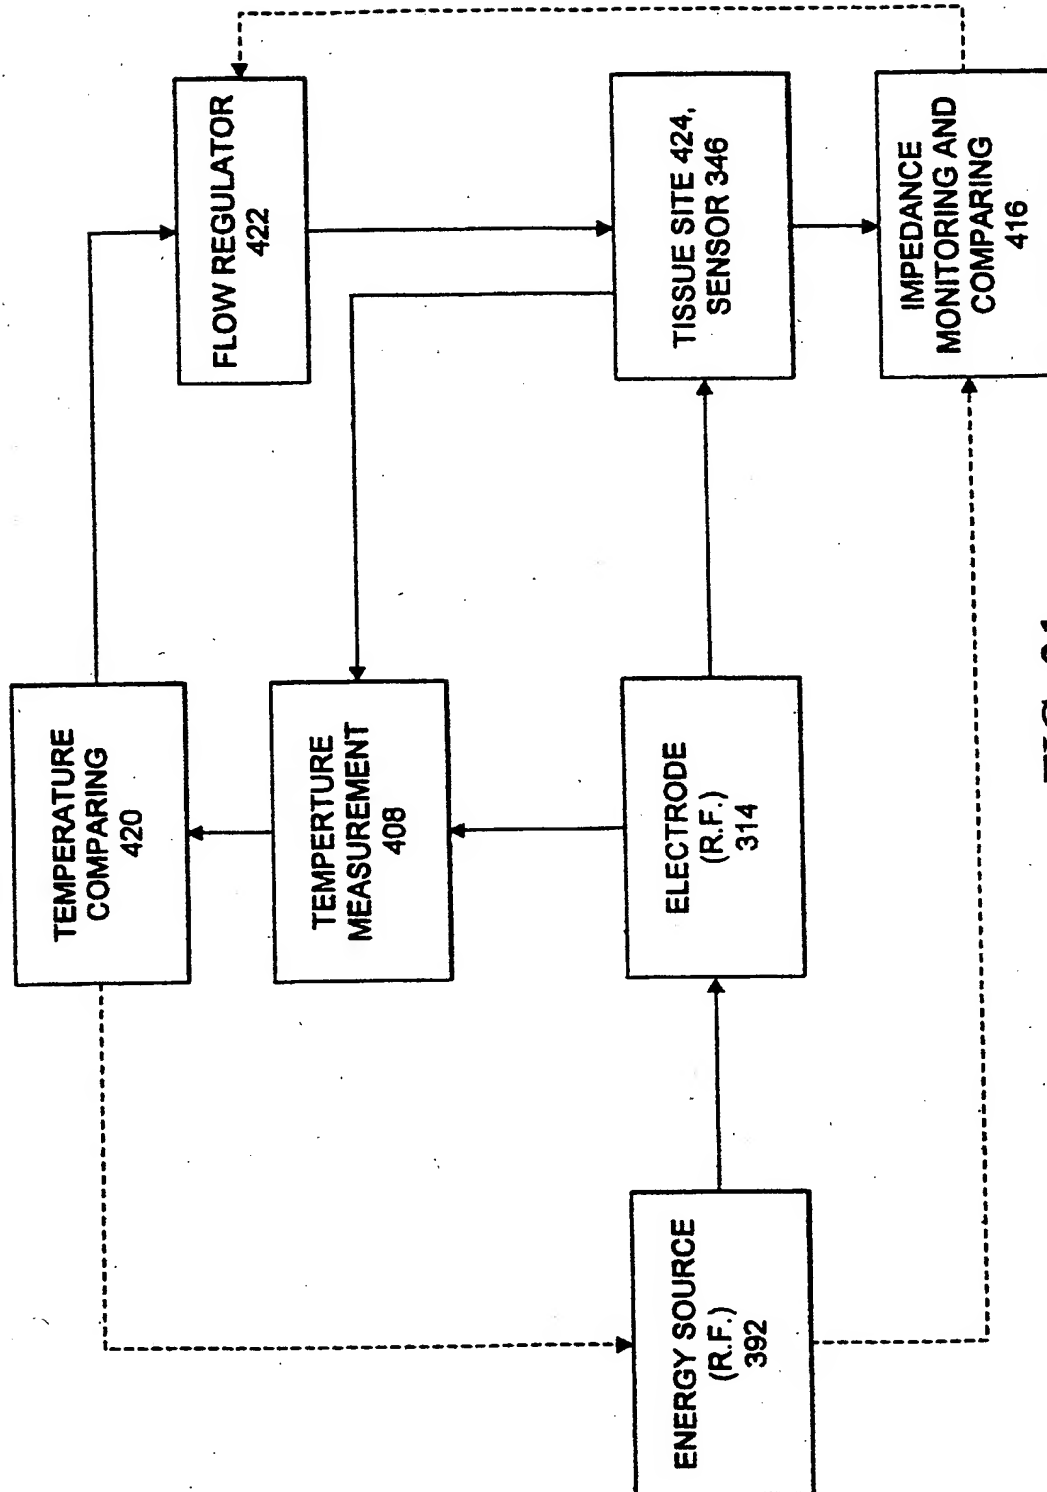 TEMPERATURE
COMPARING
420
FLOW REGULATOR
422
TEMPERTURE
MEASUREMENT
408
ENERGY SOURCE
(R.F.)
392
ELECTRODE
(R.F.)
314
TISSUE SITE 424,
SENSOR 346
IMPEDANCE
MONITORING AND
COMPARING
416